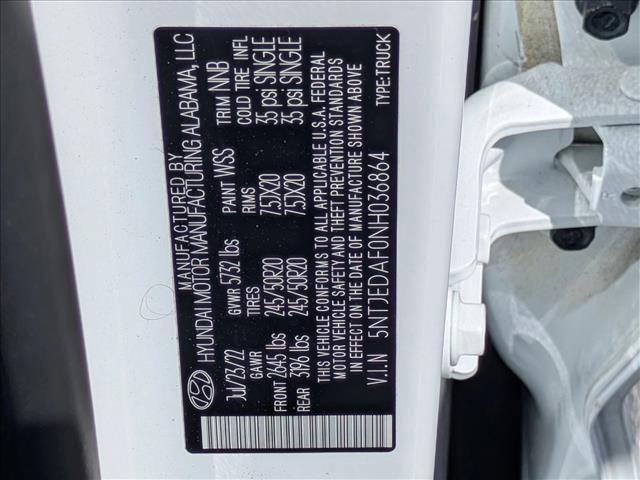 MANUFACTURED BY
HYUNDAI MOTOR MANUFACTURING ALABAMA, LLC
Jul/23/22 GVWR 5732 lbs PAINT WSS TRIM NNB
GAWR TIRES RIMS COLD TIRE INFL
FRONT 2645 lbs 245/50R20 7.5JX20 35 psi SINGLE
REAR 3196 lbs 245/50R20 7.5JX20 35 psi SINGLE
THIS VEHICLE CONFORMS TO ALL APPLICABLE U.S.A. FEDERAL
MOTOR VEHICLE SAFETY AND THEFT PREVENTION STANDARDS
IN EFFECT ON THE DATE OF MANUFACTURE SHOWN ABOVE
V.I.N 5NTJEDAF0NH036864 TYPE:TRUCK